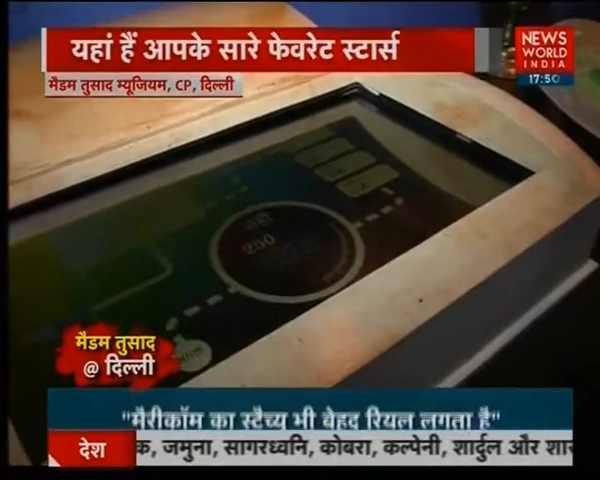 यहां हैं आपके सारे फेवरेट स्टार्स
NEWS
WORLD
INDIA
17:50
मैडम तुसाद म्यूजियम, CP, दिल्ली
250
मैडम तुसाद
@ दिल्ली
"मैरीकॉम का स्टैच्यू भी बेहद रियल लगता है"
देश
क, जमुना, सागरध्वनि, कोबरा, कल्पेनी, शार्दुल और शार